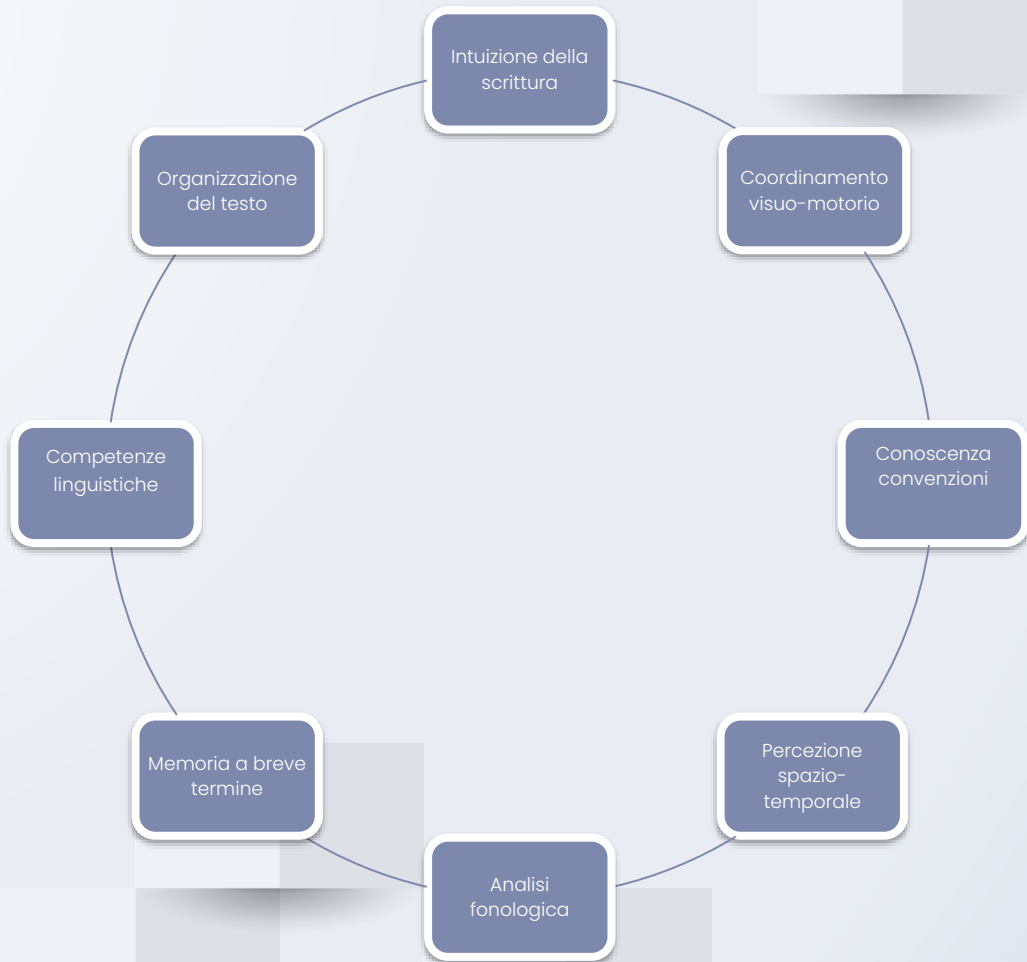 Intuizione della
scrittura
Coordinamento
visuo-motorio
Conoscenza
convenzioni
Percezione
spazio-
temporale
Analisi
fonologica
Memoria a breve
termine
Competenze
linguistiche
Organizzazione
del testo